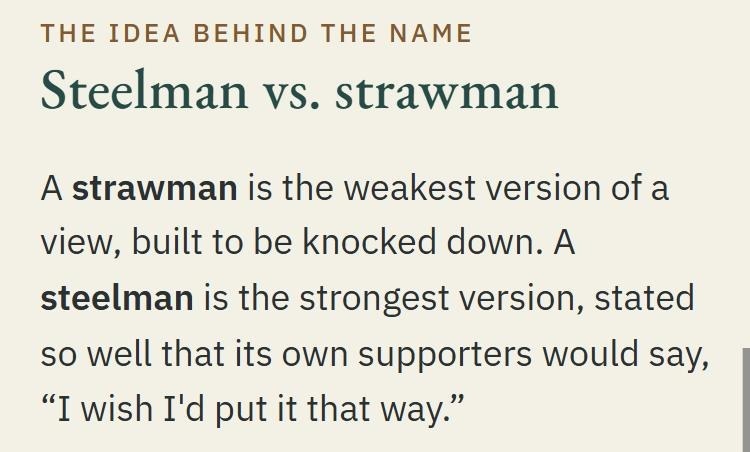 THE IDEA BEHIND THE NAME
Steelman vs. strawman
A strawman is the weakest version of a
view, built to be knocked down. A
steelman is the strongest version, stated
so well that its own supporters would say,
“I wish I'd put it that way.”